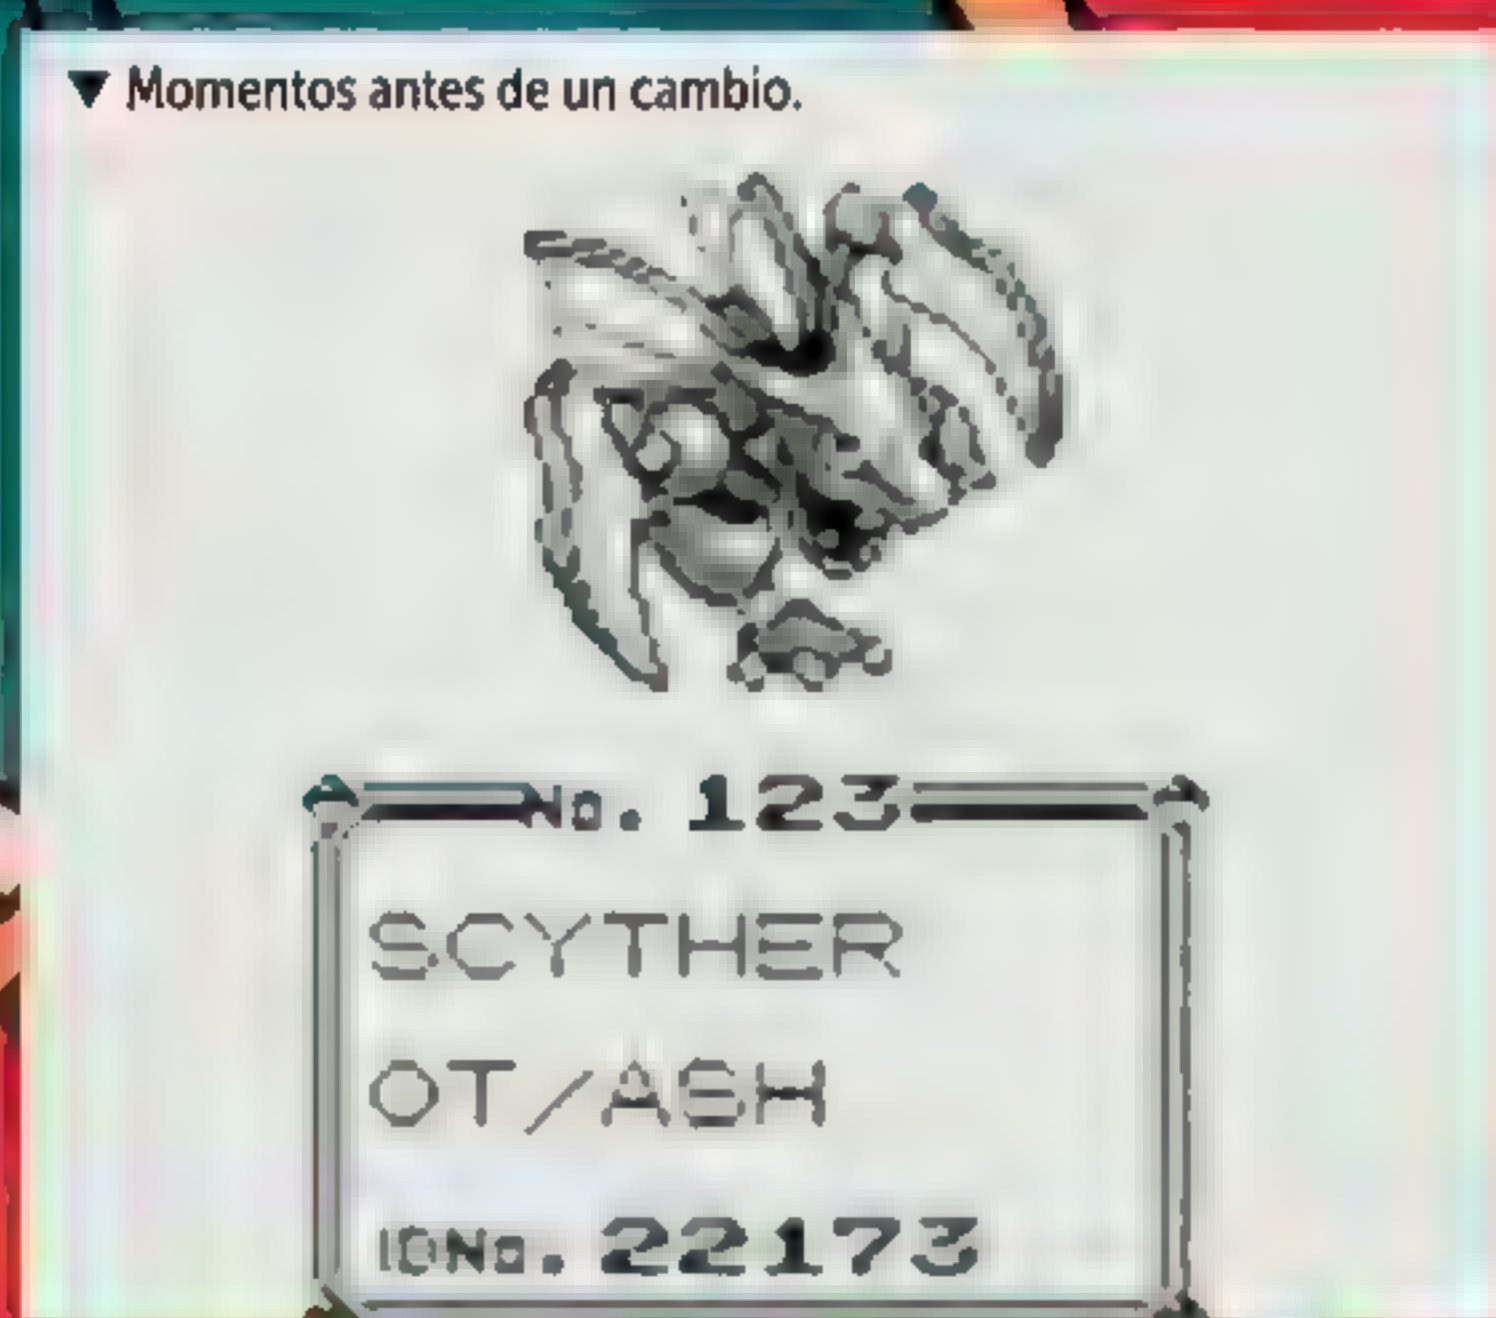 ▼ Momentos antes de un cambio.
No. 123
SCYTHER
OT/ASH
IDNo. 22173